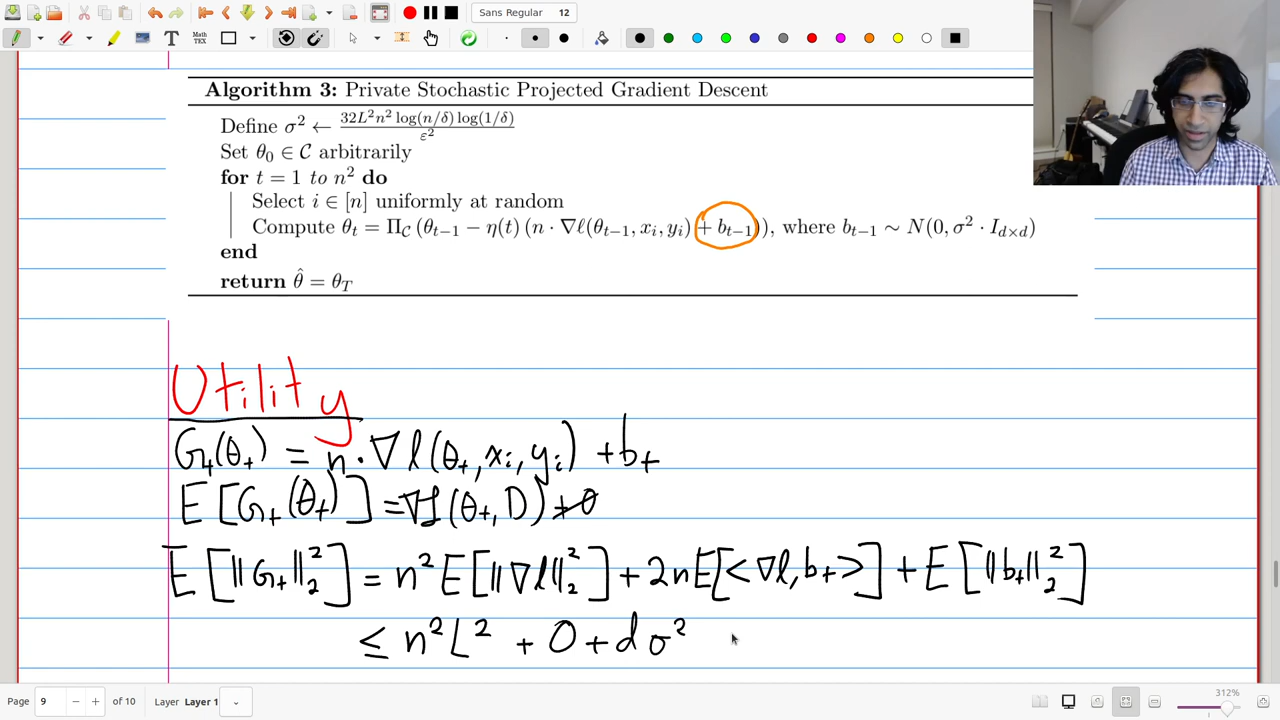 Sans Regular 12
Math TEX
Algorithm 3: Private Stochastic Projected Gradient Descent
Define σ² ← 32L²n² log(n/δ) log(1/δ) / ε²
Set θ₀ ∈ 𝒞 arbitrarily
for t = 1 to n² do
Select i ∈ [n] uniformly at random
Compute θₜ = Π_𝒞 (θₜ₋₁ − η(t) (n · ∇ℓ(θₜ₋₁, xᵢ, yᵢ) + bₜ₋₁)), where bₜ₋₁ ∼ N(0, σ² · I_{d×d})
end
return θ̂ = θ_T
Utility
Gₜ(θₜ) = n·∇l(θₜ, xᵢ, yᵢ) + bₜ
E[Gₜ(θₜ)] = ∇L(θₜ, D) + 0
E[‖Gₜ‖₂²] = n² E[‖∇l‖₂²] + 2nE[<∇l, bₜ>] + E[‖bₜ‖₂²]
≤ n²L² + 0 + dσ²
Page 9 of 10 Layer Layer 1 312%